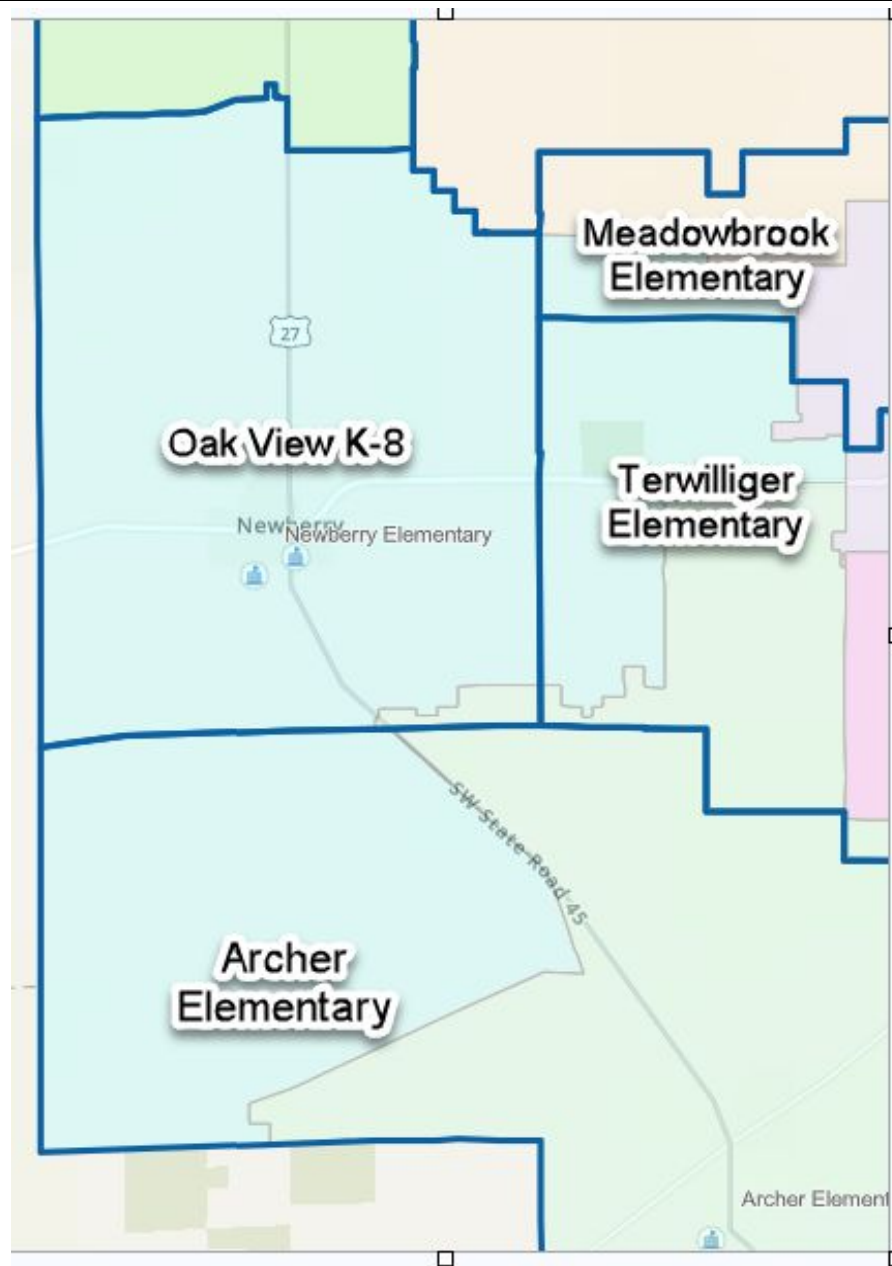 Meadowbrook
Elementary
27
Oak View K-8
Terwilliger
Elementary
Newberry
Newberry Elementary
SW State Road 45
Archer
Elementary
Archer Element